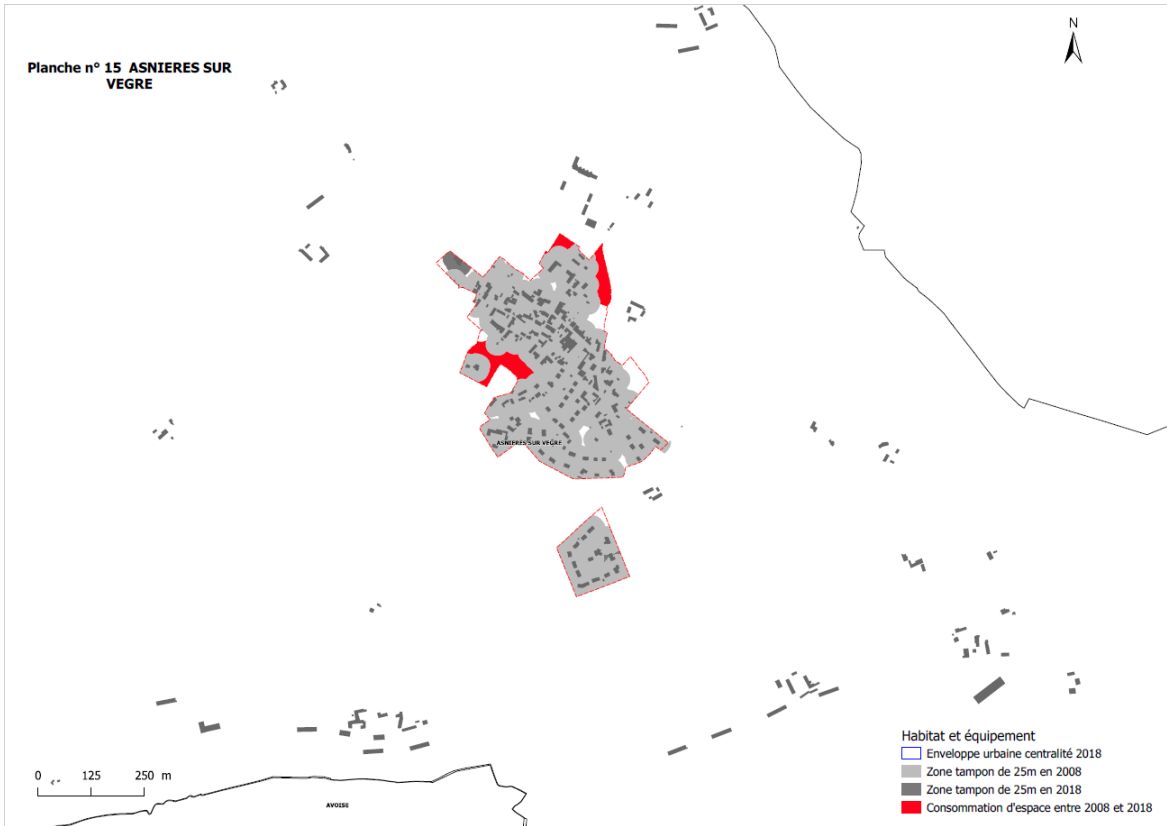 N
Planche n° 15 ASNIERES SUR
VEGRE
ASNIERES SUR VEGRE
Habitat et équipement
Enveloppe urbaine centralité 2018
Zone tampon de 25m en 2008
Zone tampon de 25m en 2018
Consommation d'espace entre 2008 et 2018
0 125 250 m
AVOISE